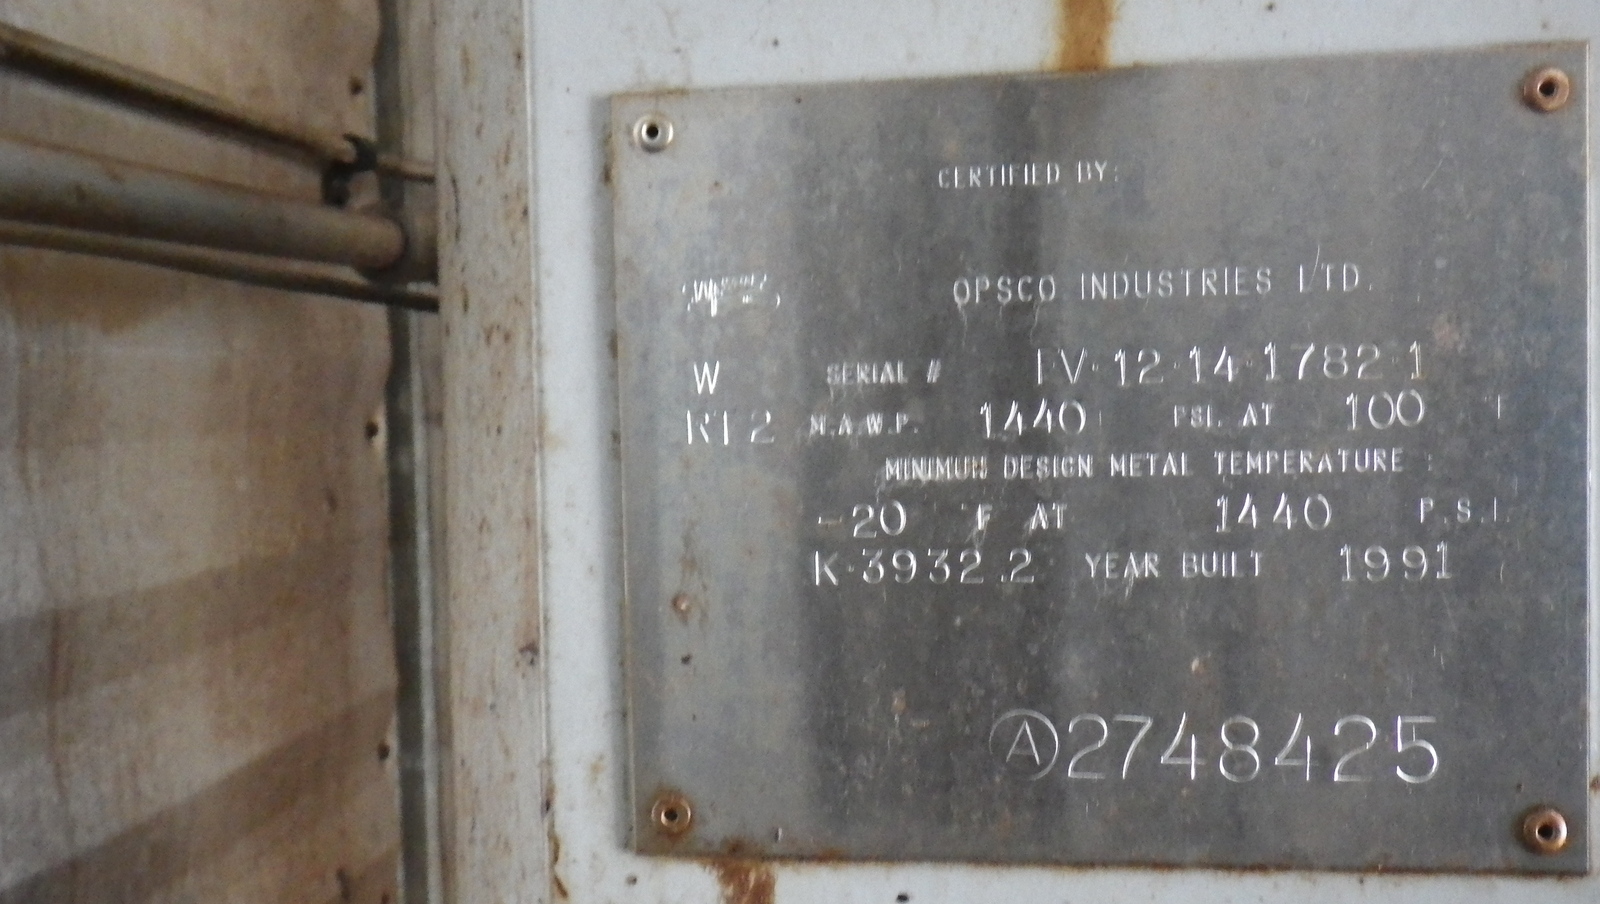 CERTIFIED BY:
OPSCO INDUSTRIES LTD.
W SERIAL # FV-12-14-1782-1
RT2 M.A.W.P. 1440 PSI. AT 100 F
MINIMUM DESIGN METAL TEMPERATURE :
-20 F AT 1440 P.S.I.
K-3932.2 YEAR BUILT 1991
Ⓐ2748425